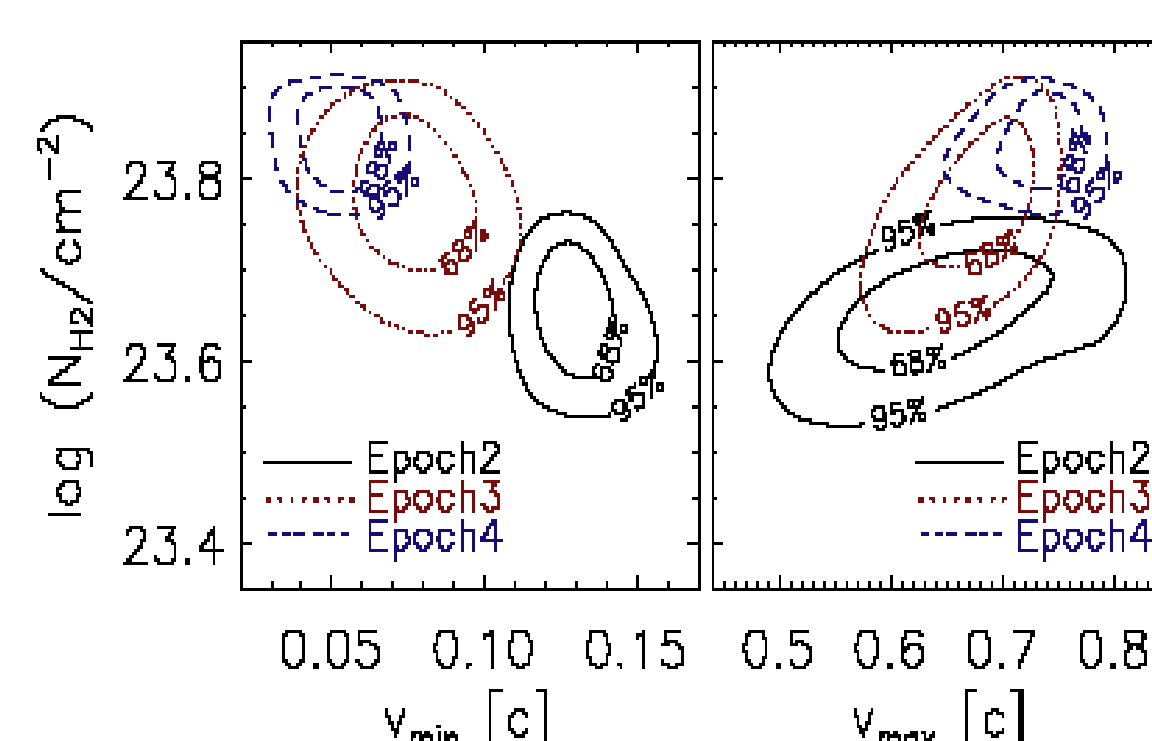 log (N_H2/cm^−2)
23.8
23.6
23.4
68%
95%
68%
95%
68%
95%
Epoch2
Epoch3
Epoch4
0.05 0.10 0.15
v_min [c]
68%
95%
95%
68%
95%
68%
95%
Epoch2
Epoch3
Epoch4
0.5 0.6 0.7 0.8
v_max [c]